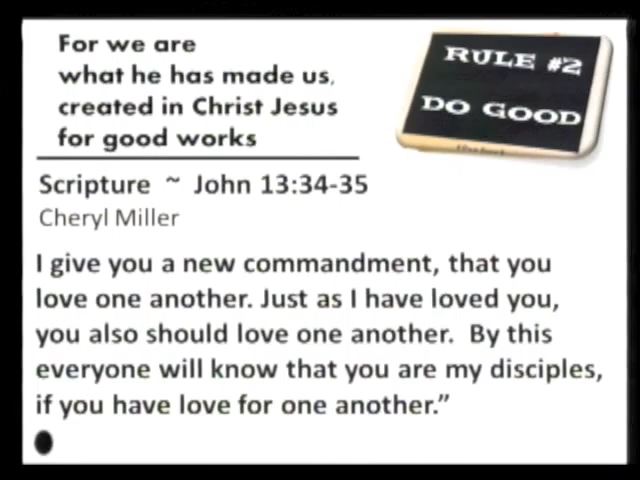 For we are
what he has made us,
created in Christ Jesus
for good works
RULE #2
DO GOOD
Scripture ~ John 13:34-35
Cheryl Miller
I give you a new commandment, that you
love one another. Just as I have loved you,
you also should love one another. By this
everyone will know that you are my disciples,
if you have love for one another.”